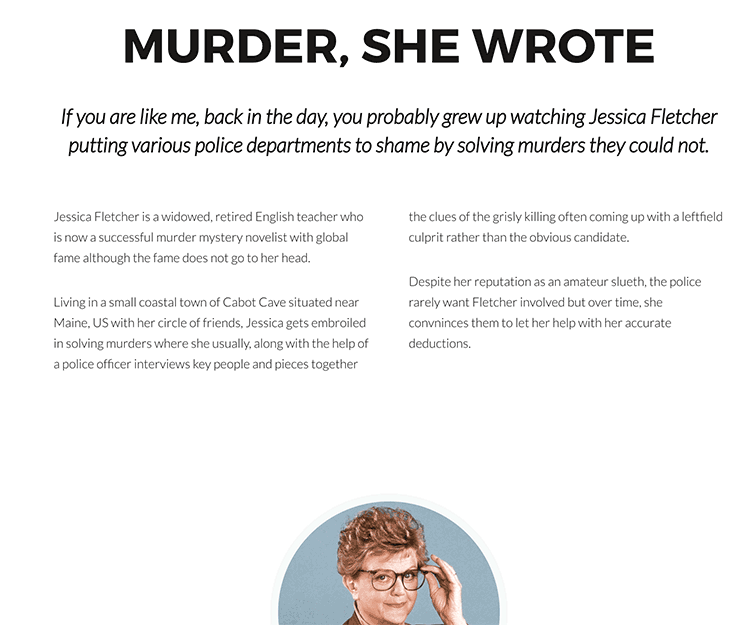 MURDER, SHE WROTE
If you are like me, back in the day, you probably grew up watching Jessica Fletcher
putting various police departments to shame by solving murders they could not.
Jessica Fletcher is a widowed, retired English teacher who
is now a successful murder mystery novelist with global
fame although the fame does not go to her head.
Living in a small coastal town of Cabot Cave situated near
Maine, US with her circle of friends, Jessica gets embroiled
in solving murders where she usually, along with the help of
a police officer interviews key people and pieces together
the clues of the grisly killing often coming up with a leftfield
culprit rather than the obvious candidate.
Despite her reputation as an amateur slueth, the police
rarely want Fletcher involved but over time, she
convninces them to let her help with her accurate
deductions.